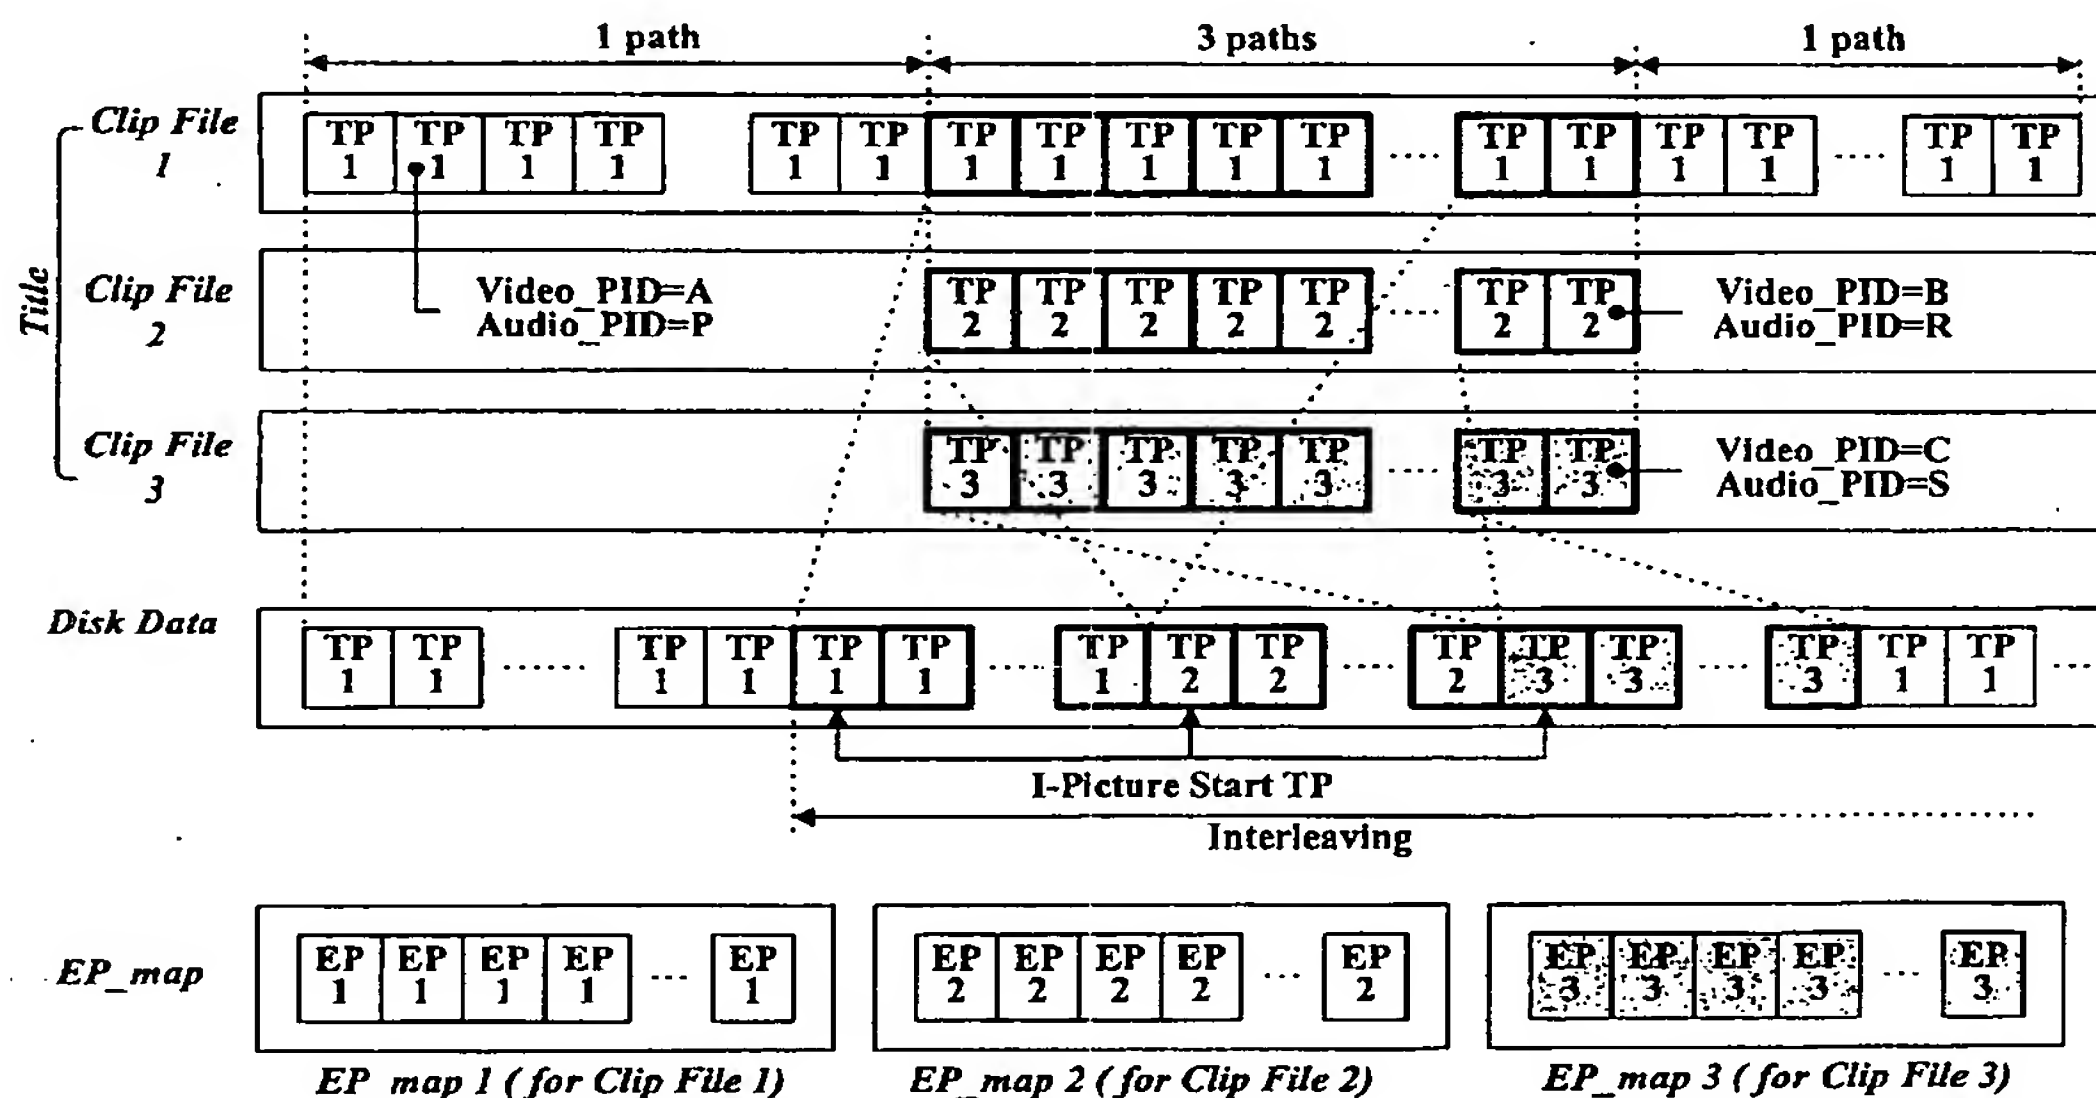 1 path 3 paths 1 path
Title
Clip File 1
TP 1 TP 1 TP 1 TP 1 TP 1 TP 1 TP 1 TP 1 TP 1 TP 1 TP 1 ..... TP 1 TP 1 TP 1 TP 1 ..... TP 1 TP 1
Clip File 2
Video_PID=A
Audio_PID=P
TP 2 TP 2 TP 2 TP 2 TP 2 ..... TP 2 TP 2
Video_PID=B
Audio_PID=R
Clip File 3
TP 3 TP 3 TP 3 TP 3 TP 3 ..... TP 3 TP 3
Video_PID=C
Audio_PID=S
Disk Data
TP 1 TP 1 ...... TP 1 TP 1 TP 1 TP 1 ..... TP 1 TP 2 TP 2 ..... TP 2 TP 3 TP 3 ..... TP 3 TP 1 TP 1 ...
I-Picture Start TP
Interleaving
EP_map
EP 1 EP 1 EP 1 EP 1 ... EP 1
EP 2 EP 2 EP 2 EP 2 ... EP 2
EP 3 EP 3 EP 3 EP 3 ... EP 3
EP map 1 (for Clip File 1)
EP_map 2 (for Clip File 2)
EP_map 3 (for Clip File 3)